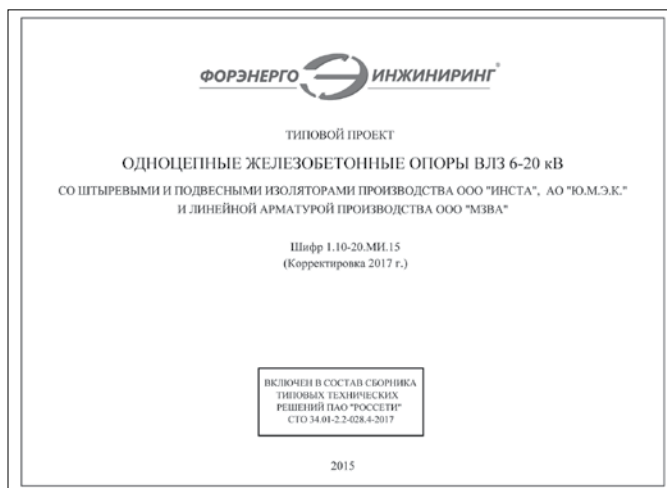 ФОРЭНЕРГО ИНЖИНИРИНГ®
ТИПОВОЙ ПРОЕКТ
ОДНОЦЕПНЫЕ ЖЕЛЕЗОБЕТОННЫЕ ОПОРЫ ВЛЗ 6-20 кВ
СО ШТЫРЕВЫМИ И ПОДВЕСНЫМИ ИЗОЛЯТОРАМИ ПРОИЗВОДСТВА ООО "ИНСТА", АО "Ю.М.Э.К."
И ЛИНЕЙНОЙ АРМАТУРОЙ ПРОИЗВОДСТВА ООО "МЗВА"
Шифр 1.10-20.МИ.15
(Корректировка 2017 г.)
ВКЛЮЧЕН В СОСТАВ СБОРНИКА
ТИПОВЫХ ТЕХНИЧЕСКИХ
РЕШЕНИЙ ПАО "РОССЕТИ"
СТО 34.01-2.2-028.4-2017
2015